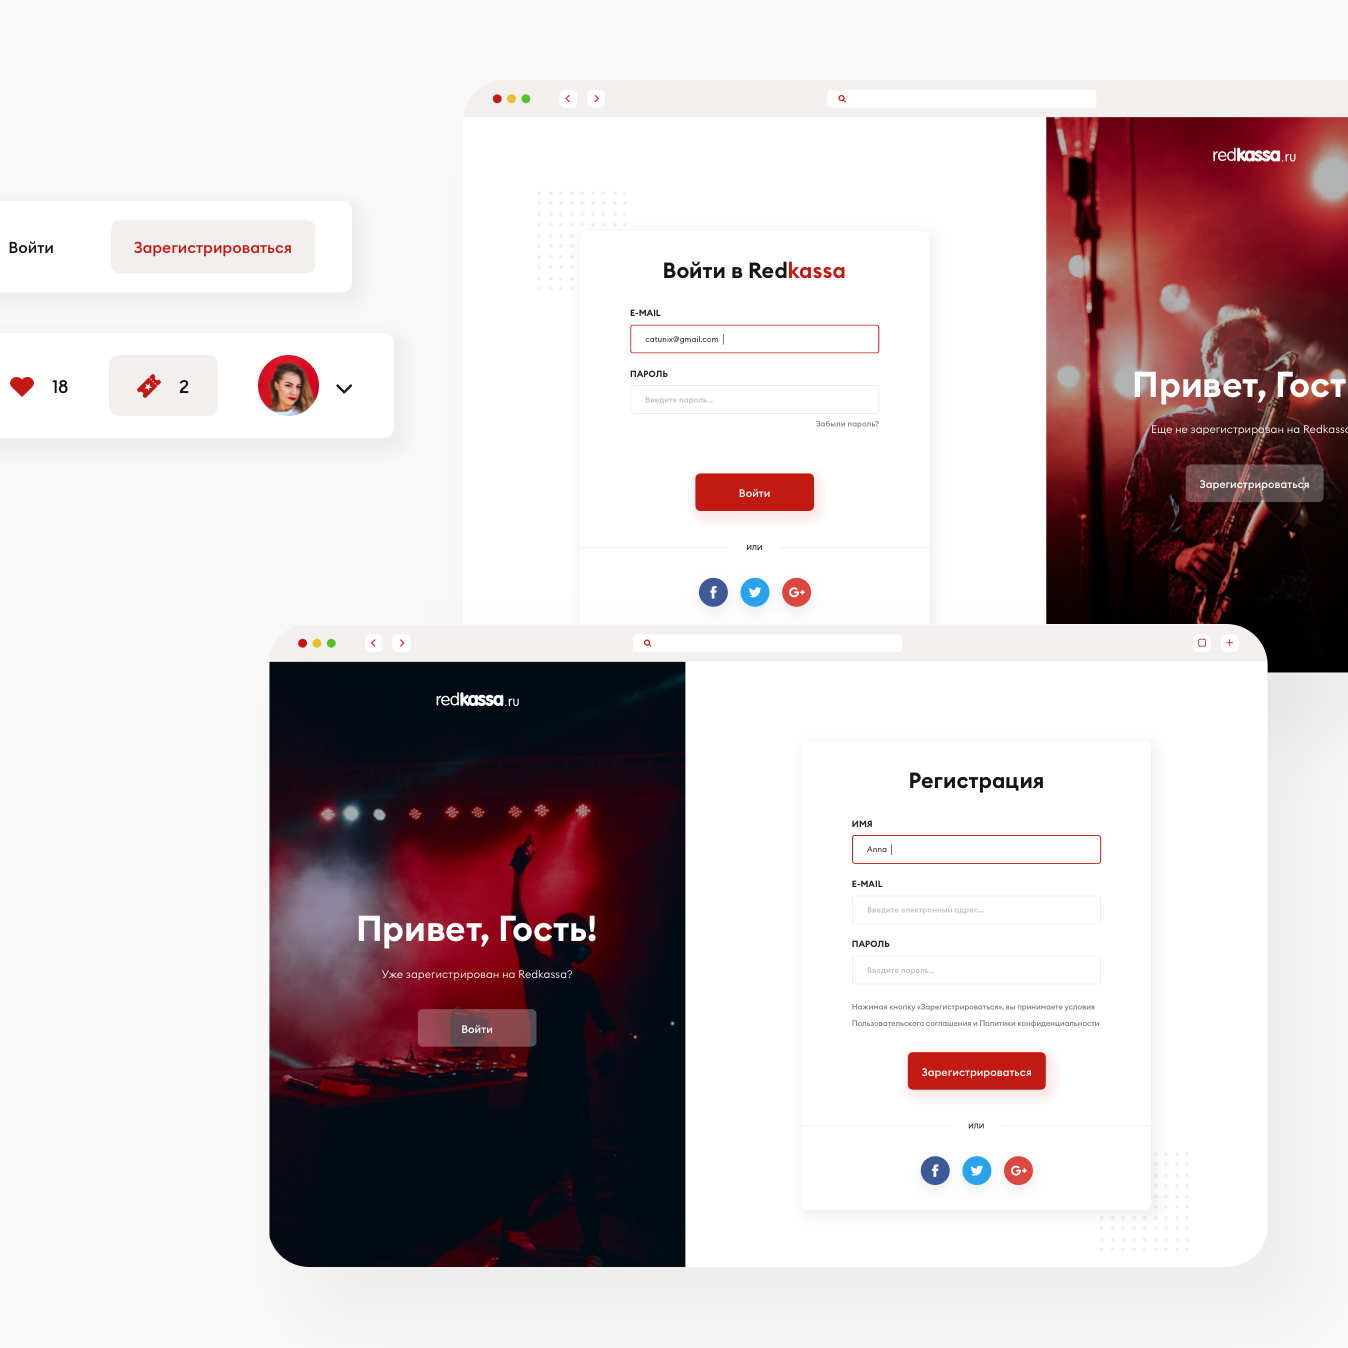 Войти
Зарегистрироваться
18
2
redkassa.ru
Войти в Redkassa
E-MAIL
catunix@gmail.com
ПАРОЛЬ
Введите пароль...
Забыли пароль?
Войти
или
Привет, Гост
Еще не зарегистрирован на Redkassa
Зарегистрироваться
redkassa.ru
Привет, Гость!
Уже зарегистрирован на Redkassa?
Войти
Регистрация
ИМЯ
Anna
E-MAIL
Введите электронный адрес...
ПАРОЛЬ
Введите пароль...
Нажимая кнопку «Зарегистрироваться», вы принимаете условия
Пользовательского соглашения и Политики конфиденциальности
Зарегистрироваться
или